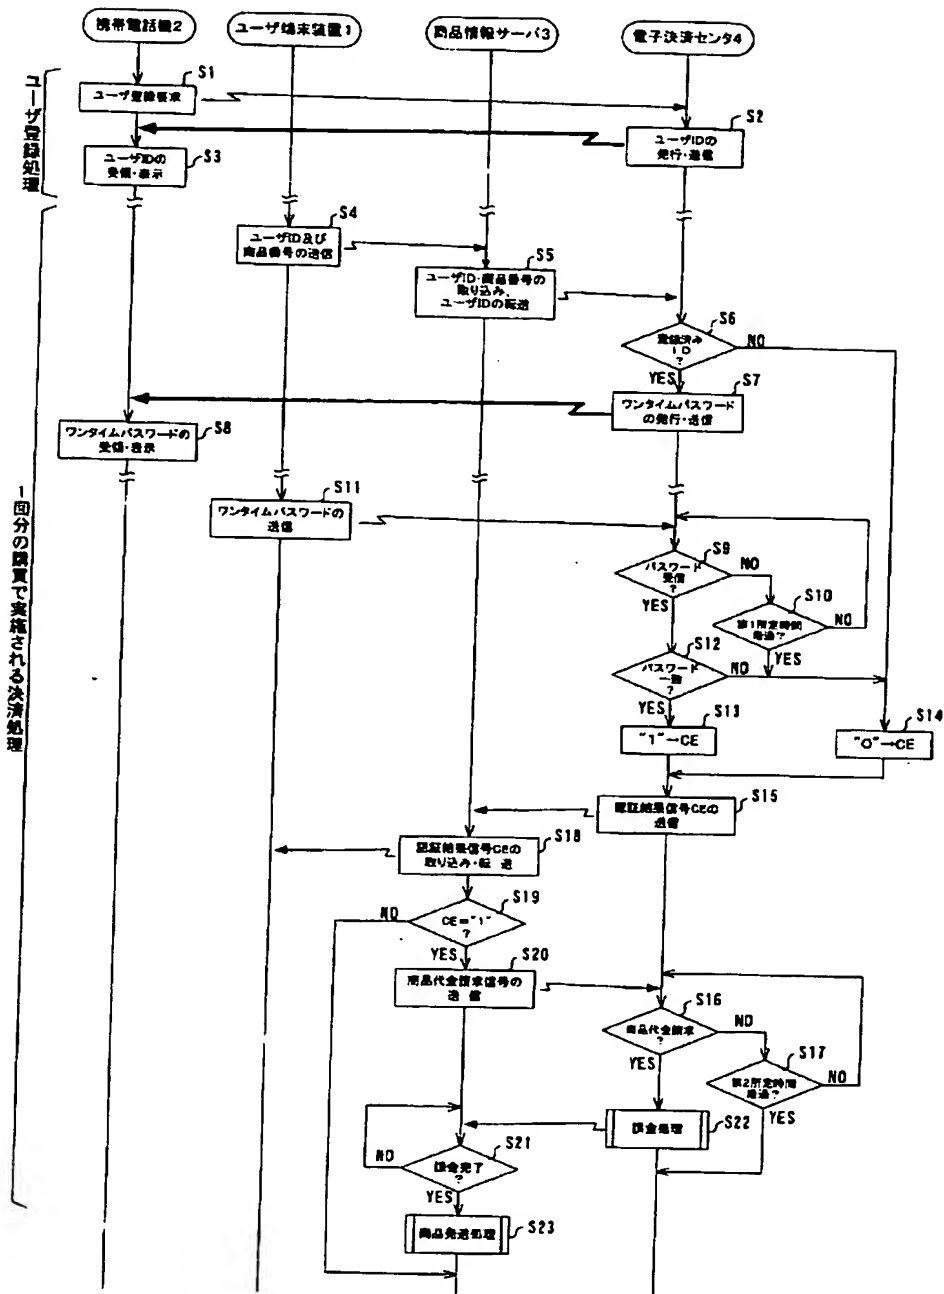 携帯電話機2
ユーザ端末装置1
商品情報サーバ3
電子決済センタ4
ユーザ登録処理
S1
ユーザ登録要求
S2
ユーザIDの
発行・送信
S3
ユーザIDの
受信・表示
1回分の購買で実施される決済処理
S4
ユーザID及び
商品番号の送信
S5
ユーザID・商品番号の
取り込み、
ユーザIDの転送
S6
登録済み
ID
?
NO
YES
S7
ワンタイムパスワード
の発行・送信
S8
ワンタイムパスワードの
受信・表示
S11
ワンタイムパスワードの
送信
S9
パスワード
受信
?
NO
YES
S10
第1所定時間
経過?
NO
YES
S12
パスワード
一致
?
NO
YES
S13
"1"→CE
S14
"0"→CE
S15
認証結果信号CEの
送信
S18
認証結果信号CEの
取り込み・転送
S19
CE="1"
?
NO
YES
S20
商品代金請求信号の
送信
S16
商品代金請求
?
NO
YES
S17
第2所定時間
経過?
NO
YES
S22
課金処理
S21
課金完了
?
NO
YES
S23
商品発送処理